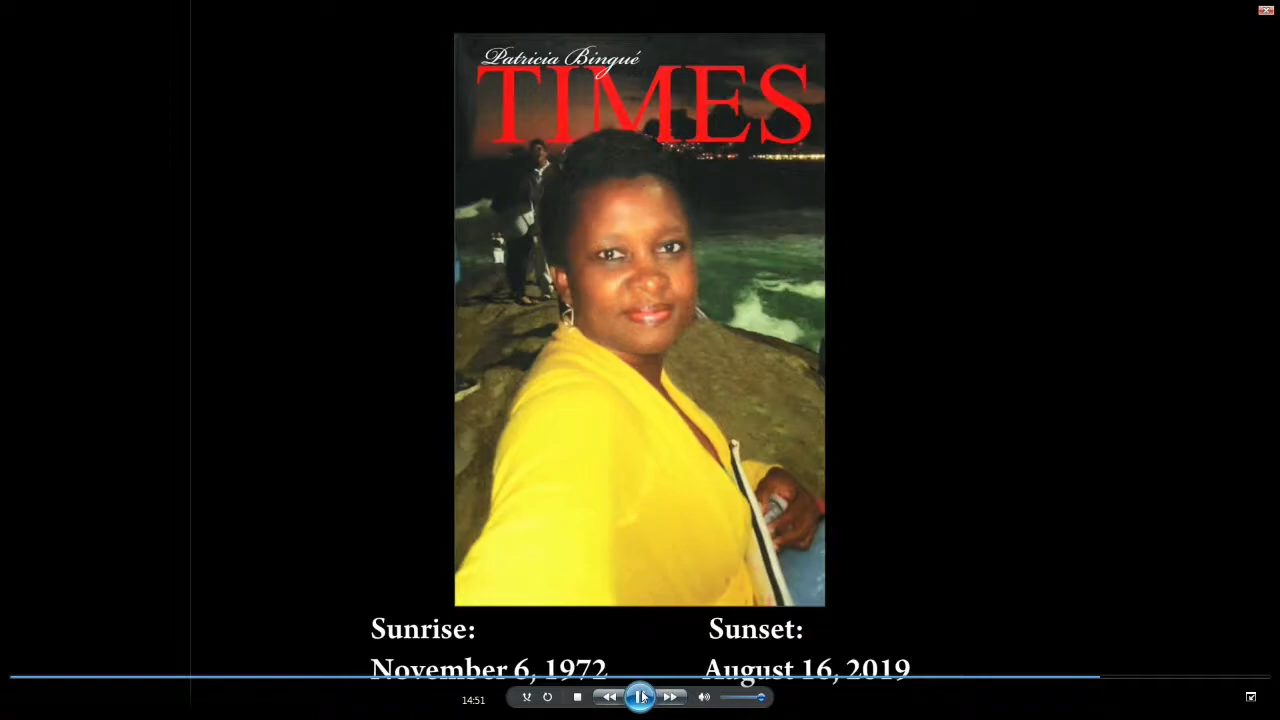 Patricia Bingué
TIMES
Sunrise:
Sunset:
November 6, 1972
August 16, 2019
14:51